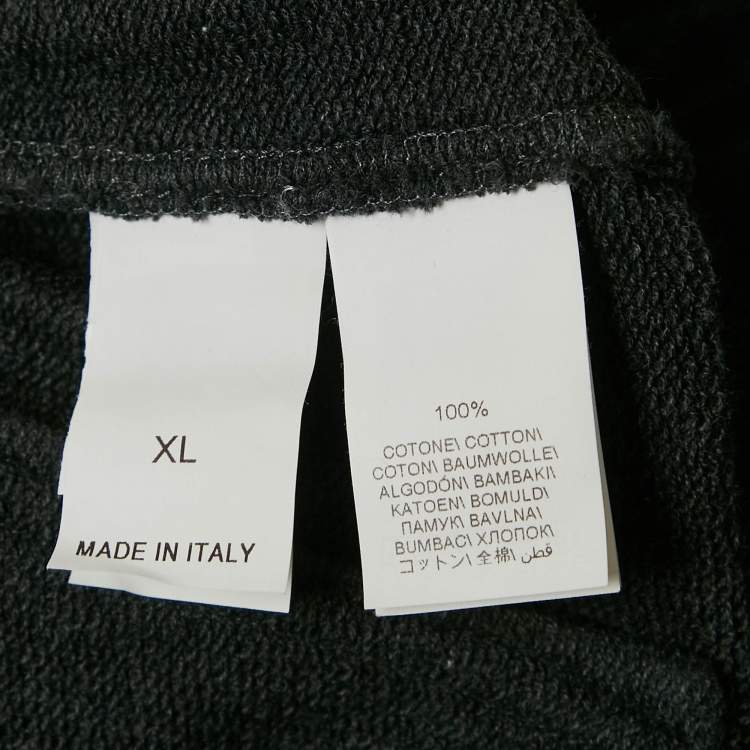 XL
MADE IN ITALY
100%
COTONE\ COTTON\
COTON\ BAUMWOLLE\
ALGODÓN\ BAMBAKI\
KATOEN\ BOMULD\
ПАМУК\ BAVLNA\
BUMBAC\ ХЛОПОК\
コットン\ 全棉\ قطن